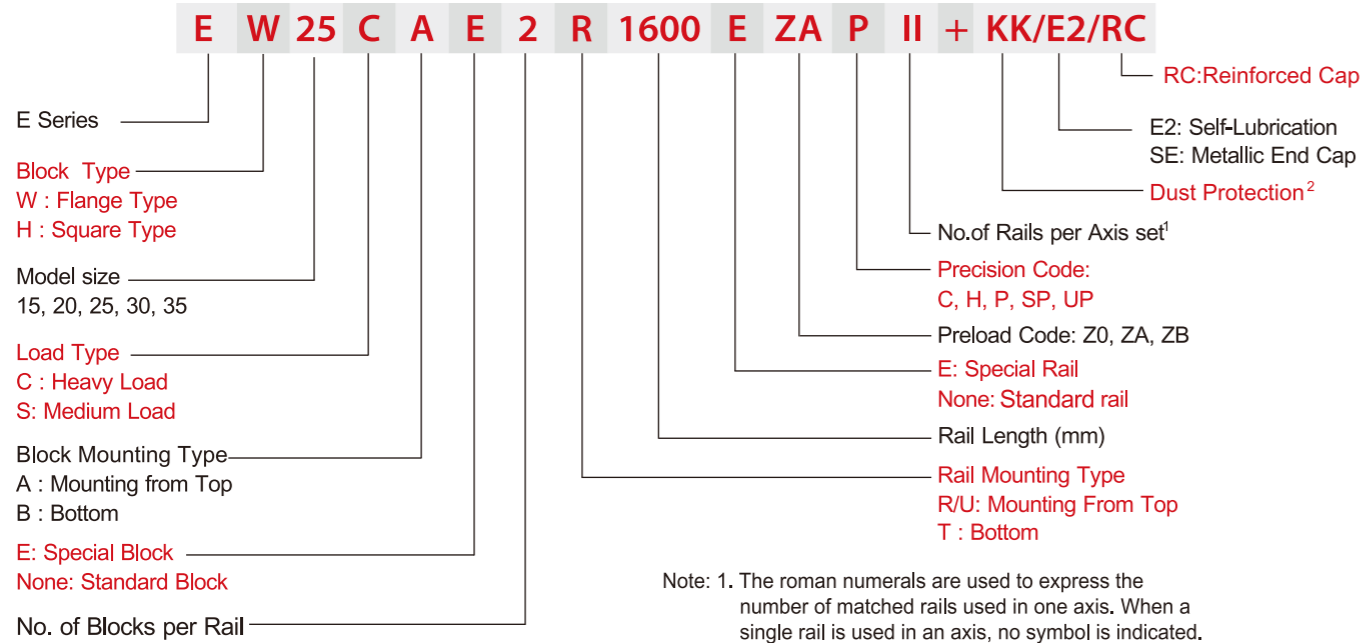 E W 25 C A E 2 R 1600 E ZA P II + KK/E2/RC
E Series
Block Type
W : Flange Type
H : Square Type
Model size
15, 20, 25, 30, 35
Load Type
C : Heavy Load
S: Medium Load
Block Mounting Type
A : Mounting from Top
B : Bottom
E: Special Block
None: Standard Block
No. of Blocks per Rail
RC:Reinforced Cap
E2: Self-Lubrication
SE: Metallic End Cap
Dust Protection²
No.of Rails per Axis set¹
Precision Code:
C, H, P, SP, UP
Preload Code: Z0, ZA, ZB
E: Special Rail
None: Standard rail
Rail Length (mm)
Rail Mounting Type
R/U: Mounting From Top
T : Bottom
Note: 1. The roman numerals are used to express the
number of matched rails used in one axis. When a
single rail is used in an axis, no symbol is indicated.